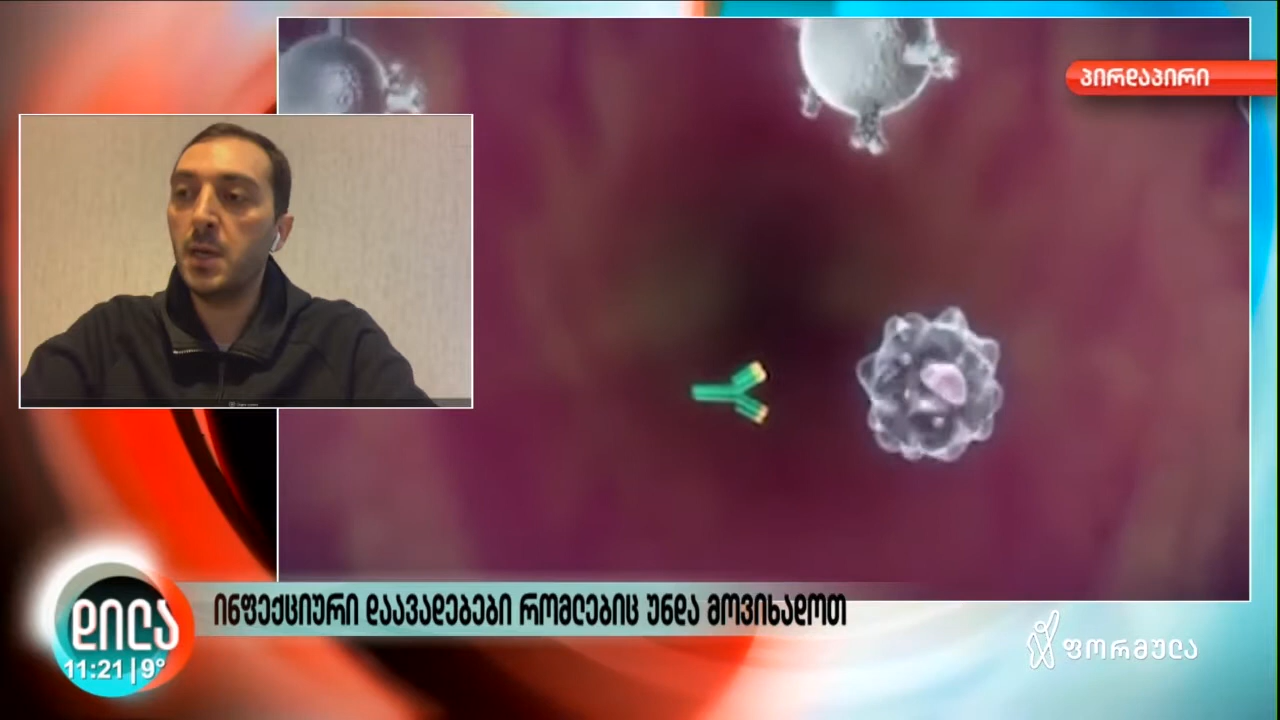 პირდაპირი
ინფექციური დაავადებები რომლებიც უნდა მოვიხადოთ
დილა
11:21 | 9°
ფორმულა